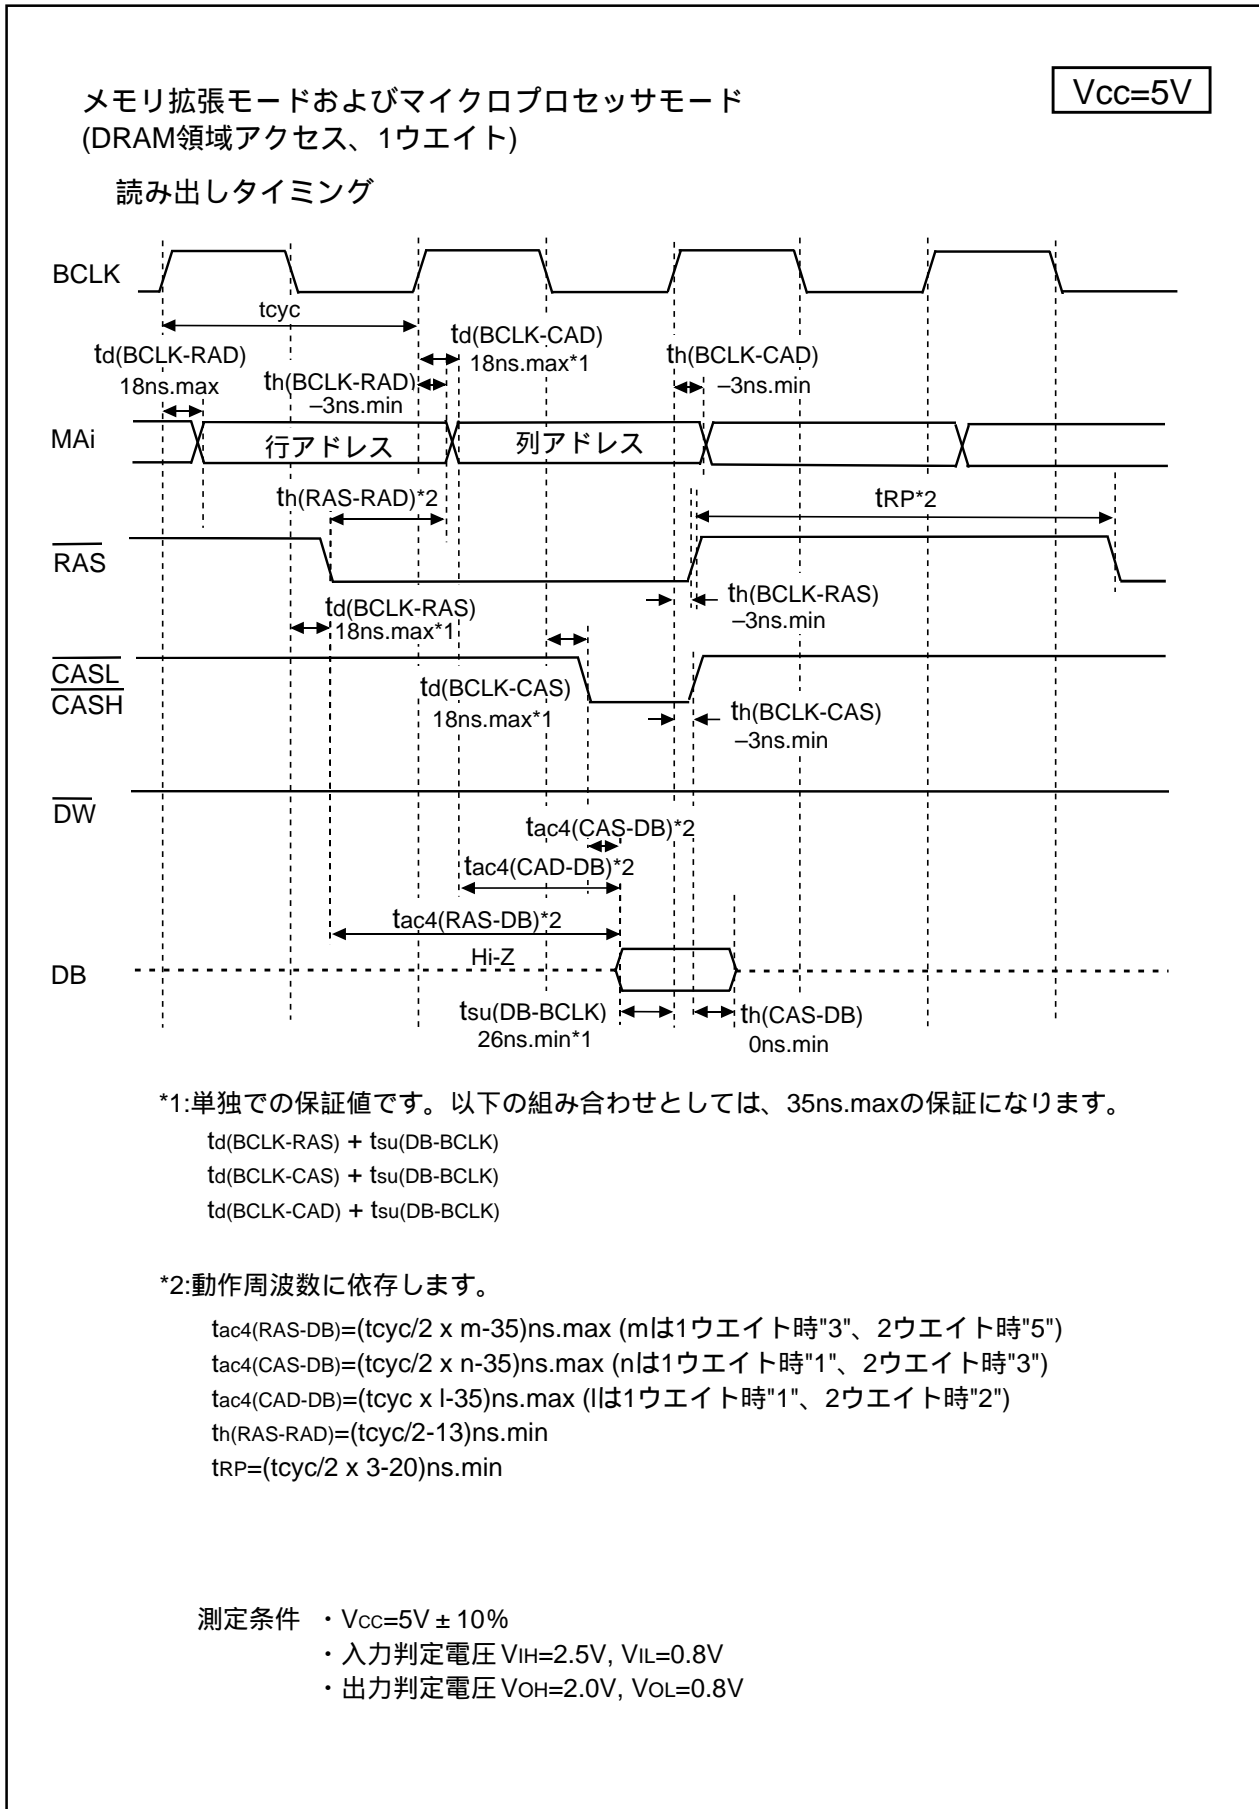 Vcc=5V
メモリ拡張モードおよびマイクロプロセッサモード
(DRAM領域アクセス、1ウエイト)
読み出しタイミング
BCLK
tcyc
td(BCLK-RAD)
18ns.max
th(BCLK-RAD)
–3ns.min
td(BCLK-CAD)
18ns.max*1
th(BCLK-CAD)
–3ns.min
MAi
行アドレス
列アドレス
th(RAS-RAD)*2
tRP*2
RAS
td(BCLK-RAS)
18ns.max*1
th(BCLK-RAS)
–3ns.min
CASL
CASH
td(BCLK-CAS)
18ns.max*1
th(BCLK-CAS)
–3ns.min
DW
tac4(CAS-DB)*2
tac4(CAD-DB)*2
tac4(RAS-DB)*2
Hi-Z
DB
tsu(DB-BCLK)
26ns.min*1
th(CAS-DB)
0ns.min
*1:単独での保証値です。以下の組み合わせとしては、35ns.maxの保証になります。
td(BCLK-RAS) + tsu(DB-BCLK)
td(BCLK-CAS) + tsu(DB-BCLK)
td(BCLK-CAD) + tsu(DB-BCLK)
*2:動作周波数に依存します。
tac4(RAS-DB)=(tcyc/2 x m-35)ns.max (mは1ウエイト時"3"、2ウエイト時"5")
tac4(CAS-DB)=(tcyc/2 x n-35)ns.max (nは1ウエイト時"1"、2ウエイト時"3")
tac4(CAD-DB)=(tcyc x l-35)ns.max (lは1ウエイト時"1"、2ウエイト時"2")
th(RAS-RAD)=(tcyc/2-13)ns.min
tRP=(tcyc/2 x 3-20)ns.min
測定条件 ・VCC=5V±10%
・入力判定電圧 VIH=2.5V, VIL=0.8V
・出力判定電圧 VOH=2.0V, VOL=0.8V